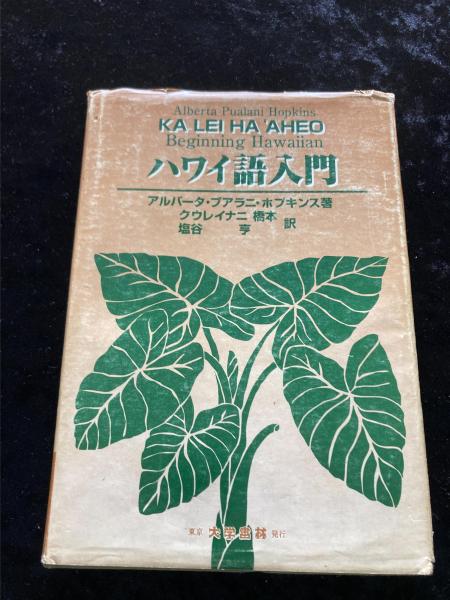 Alberta Pualani Hopkins
KA LEI HA'AHEO
Beginning Hawaiian
ハワイ語入門
アルバータ・プアラニ・ホプキンス著
クウレイナニ 橋本
塩谷 亨 訳
東京 大学書林 発行